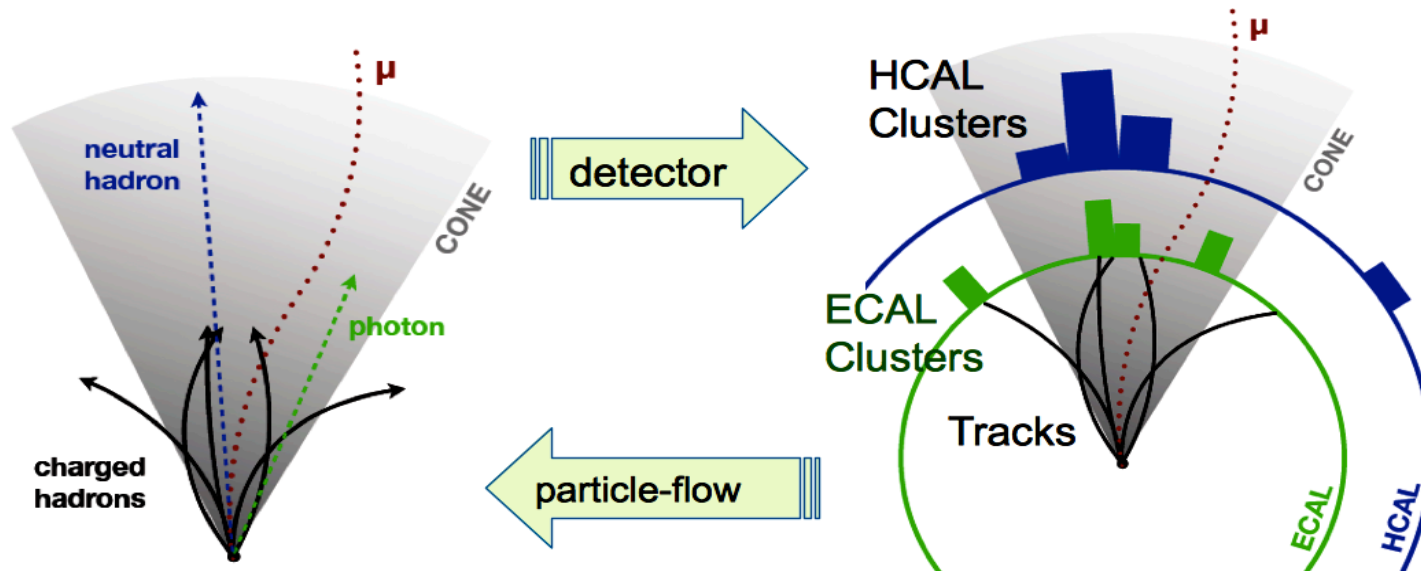 μ
neutral
hadron
CONE
photon
charged
hadrons
detector
particle-flow
μ
HCAL
Clusters
CONE
ECAL
Clusters
Tracks
ECAL
HCAL